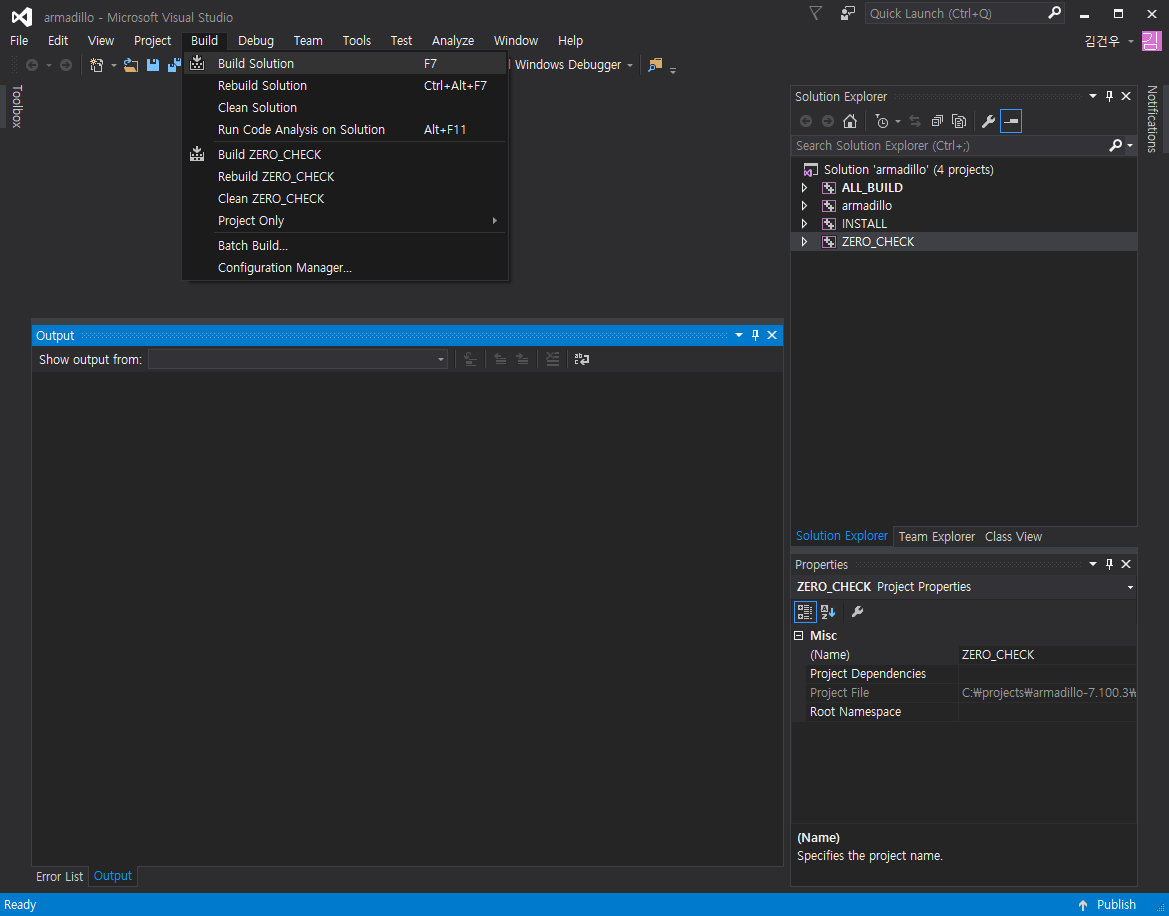 armadillo - Microsoft Visual Studio
Quick Launch (Ctrl+Q)
File Edit View Project Build Debug Team Tools Test Analyze Window Help
김건우
김
Windows Debugger
Toolbox
Build Solution F7
Rebuild Solution Ctrl+Alt+F7
Clean Solution
Run Code Analysis on Solution Alt+F11
Build ZERO_CHECK
Rebuild ZERO_CHECK
Clean ZERO_CHECK
Project Only
Batch Build...
Configuration Manager...
Output
Show output from:
Error List Output
Solution Explorer
Search Solution Explorer (Ctrl+;)
Solution 'armadillo' (4 projects)
ALL_BUILD
armadillo
INSTALL
ZERO_CHECK
Solution Explorer Team Explorer Class View
Notifications
Properties
ZERO_CHECK Project Properties
Misc
(Name) ZERO_CHECK
Project Dependencies
Project File C:₩projects₩armadillo-7.100.3₩
Root Namespace
(Name)
Specifies the project name.
Ready
Publish